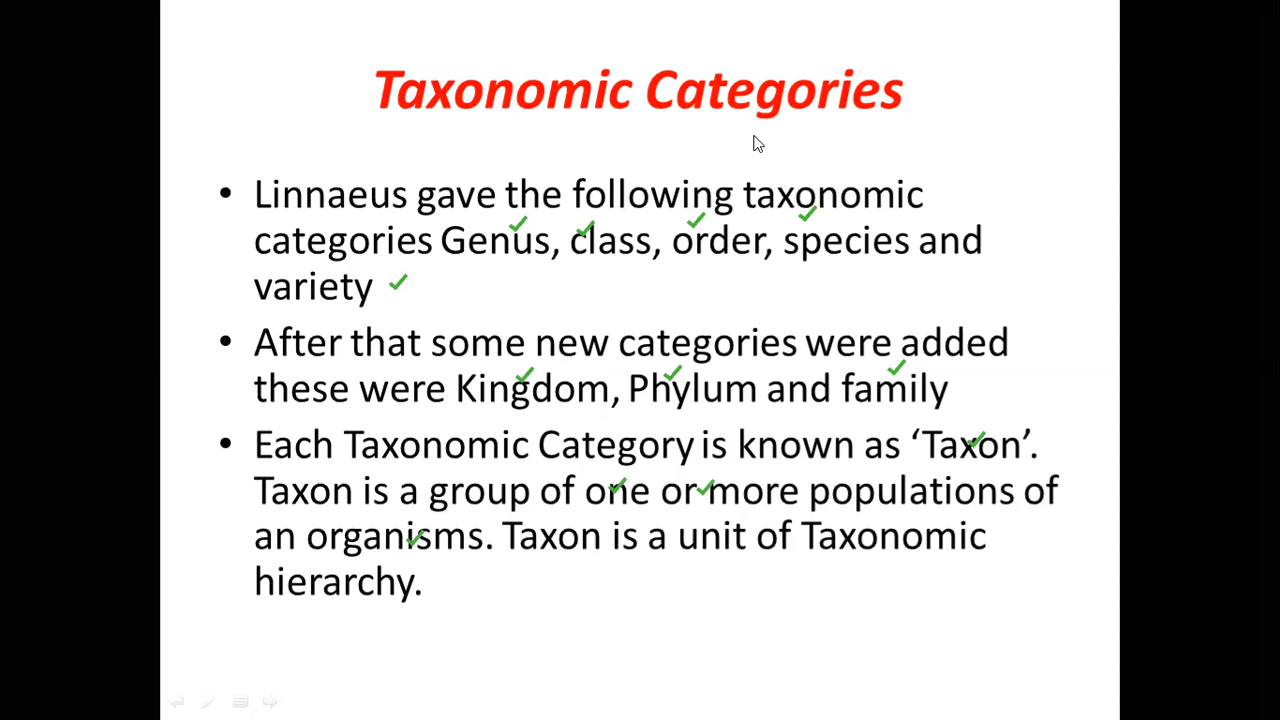 Taxonomic Categories
• Linnaeus gave the following taxonomic
categories Genus, class, order, species and
variety
• After that some new categories were added
these were Kingdom, Phylum and family
• Each Taxonomic Category is known as ‘Taxon’.
Taxon is a group of one or more populations of
an organisms. Taxon is a unit of Taxonomic
hierarchy.